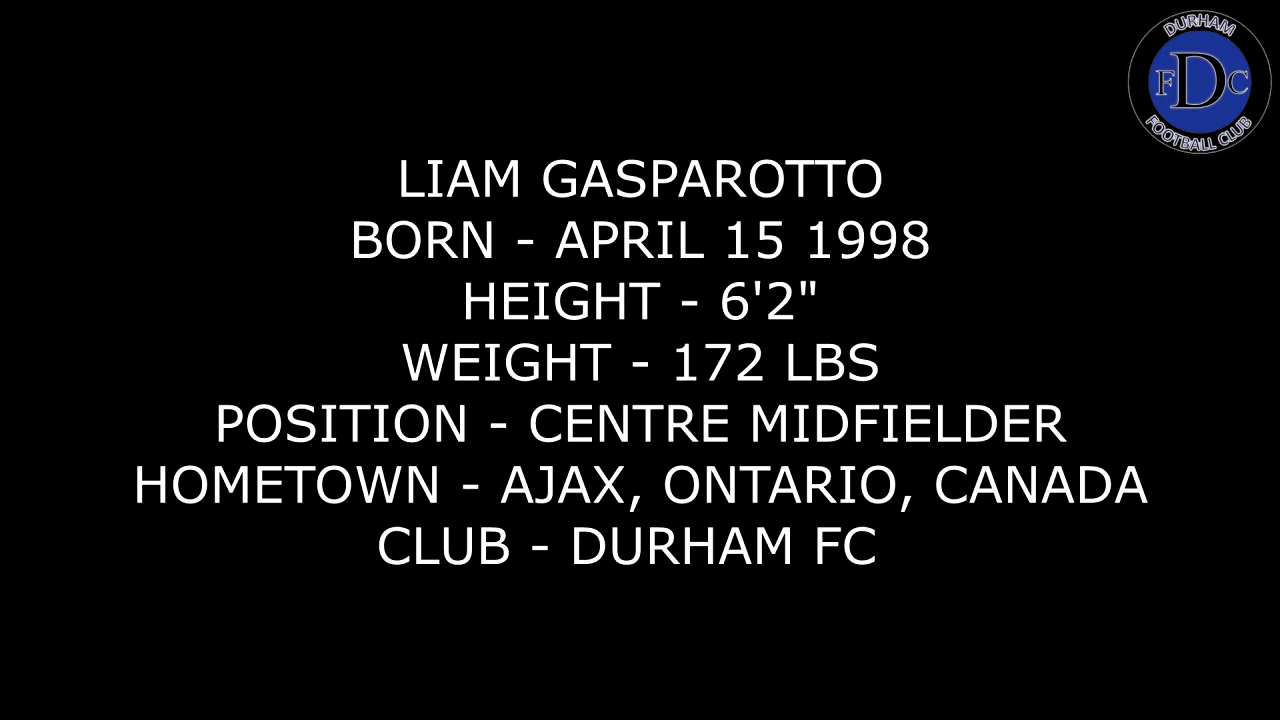 DURHAM
FDC
FOOTBALL CLUB
LIAM GASPAROTTO
BORN - APRIL 15 1998
HEIGHT - 6'2"
WEIGHT - 172 LBS
POSITION - CENTRE MIDFIELDER
HOMETOWN - AJAX, ONTARIO, CANADA
CLUB - DURHAM FC